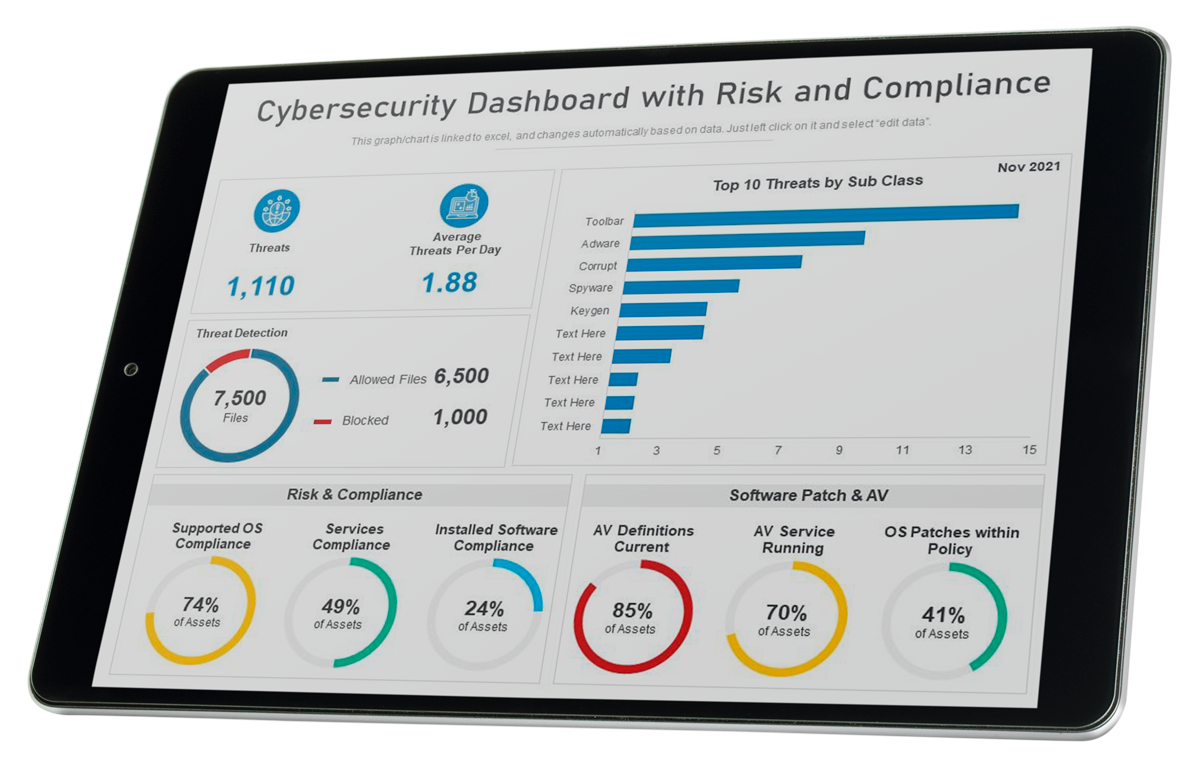 Cybersecurity Dashboard with Risk and Compliance
This graph/chart is linked to excel, and changes automatically based on data. Just left click on it and select “edit data”.
Threats
1,110
Average
Threats Per Day
1.88
Nov 2021
Top 10 Threats by Sub Class
Toolbar
Adware
Corrupt
Spyware
Keygen
Text Here
Text Here
Text Here
Text Here
Text Here
1 3 5 7 9 11 13 15
Threat Detection
7,500
Files
Allowed Files 6,500
Blocked 1,000
Risk & Compliance
Supported OS
Compliance
74%
of Assets
Services
Compliance
49%
of Assets
Installed Software
Compliance
24%
of Assets
Software Patch & AV
AV Definitions
Current
85%
of Assets
AV Service
Running
70%
of Assets
OS Patches within
Policy
41%
of Assets